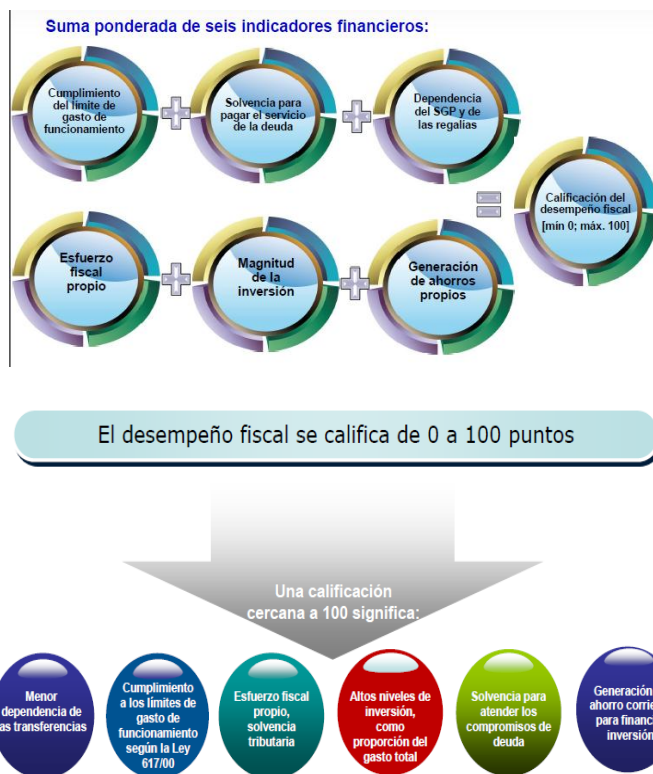 Suma ponderada de seis indicadores financieros:
Cumplimiento
del límite de
gasto de
funcionamiento
Solvencia para
pagar el servicio
de la deuda
Dependencia
del SGP y de
las regalías
Calificación del
desempeño fiscal
[mín 0; máx. 100]
Esfuerzo
fiscal
propio
Magnitud
de la
inversión
Generación
de ahorros
propios
El desempeño fiscal se califica de 0 a 100 puntos
Una calificación
cercana a 100 significa:
Menor
dependencia de
as transferencias
Cumplimiento
a los límites de
gasto de
funcionamiento
según la Ley
617/00
Esfuerzo fiscal
propio,
solvencia
tributaria
Altos niveles de
inversión,
como
proporción del
gasto total
Solvencia para
atender los
compromisos de
deuda
Generación
ahorro corrie
para financi
inversión